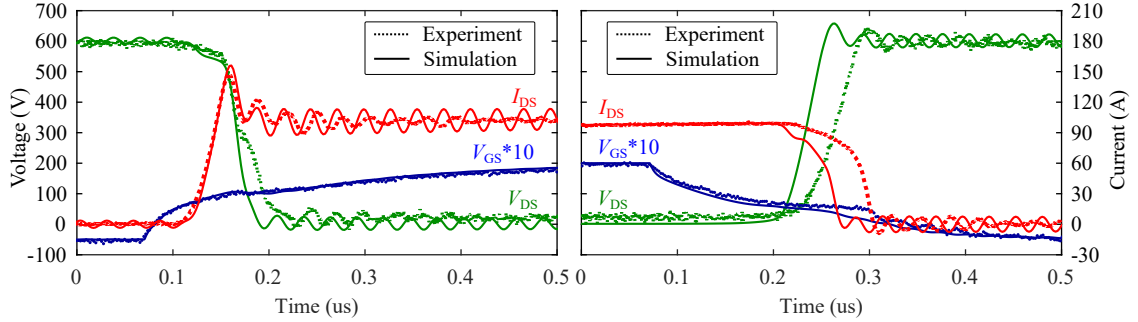 700
600
500
400
300
200
100
0
-100
Voltage (V)
Experiment
Simulation
I_DS
V_GS*10
V_DS
0 0.1 0.2 0.3 0.4 0.5
Time (us)
Experiment
Simulation
I_DS
V_GS*10
V_DS
0 0.1 0.2 0.3 0.4 0.5
Time (us)
210
180
150
120
90
60
30
0
-30
Current (A)